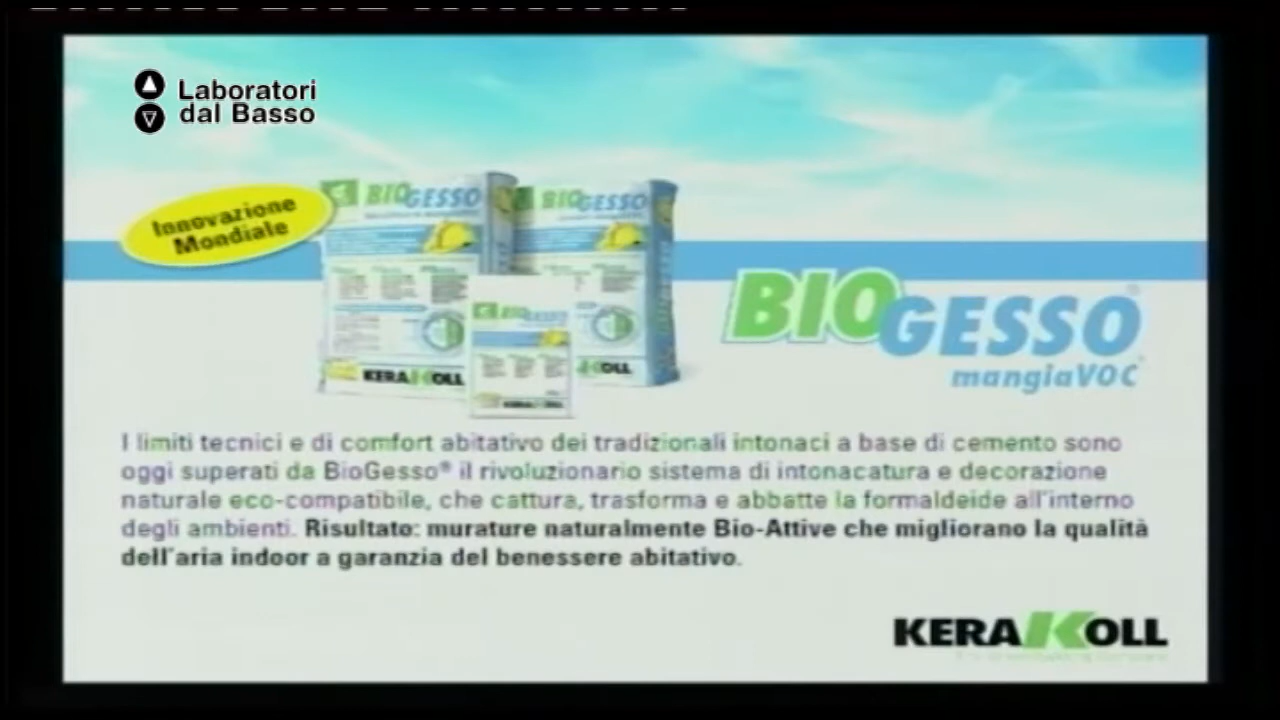 Laboratori
dal Basso
Innovazione
Mondiale
BIOGESSO
BIOGESSO
BIOGESSO
KERAKOLL
KOLL
KERAKOLL
BIOGESSO®
mangiaVOC
I limiti tecnici e di comfort abitativo dei tradizionali intonaci a base di cemento sono
oggi superati da BioGesso® il rivoluzionario sistema di intonacatura e decorazione
naturale eco-compatibile, che cattura, trasforma e abbatte la formaldeide all'interno
degli ambienti. Risultato: murature naturalmente Bio-Attive che migliorano la qualità
dell'aria indoor a garanzia del benessere abitativo.
KERAKOLL